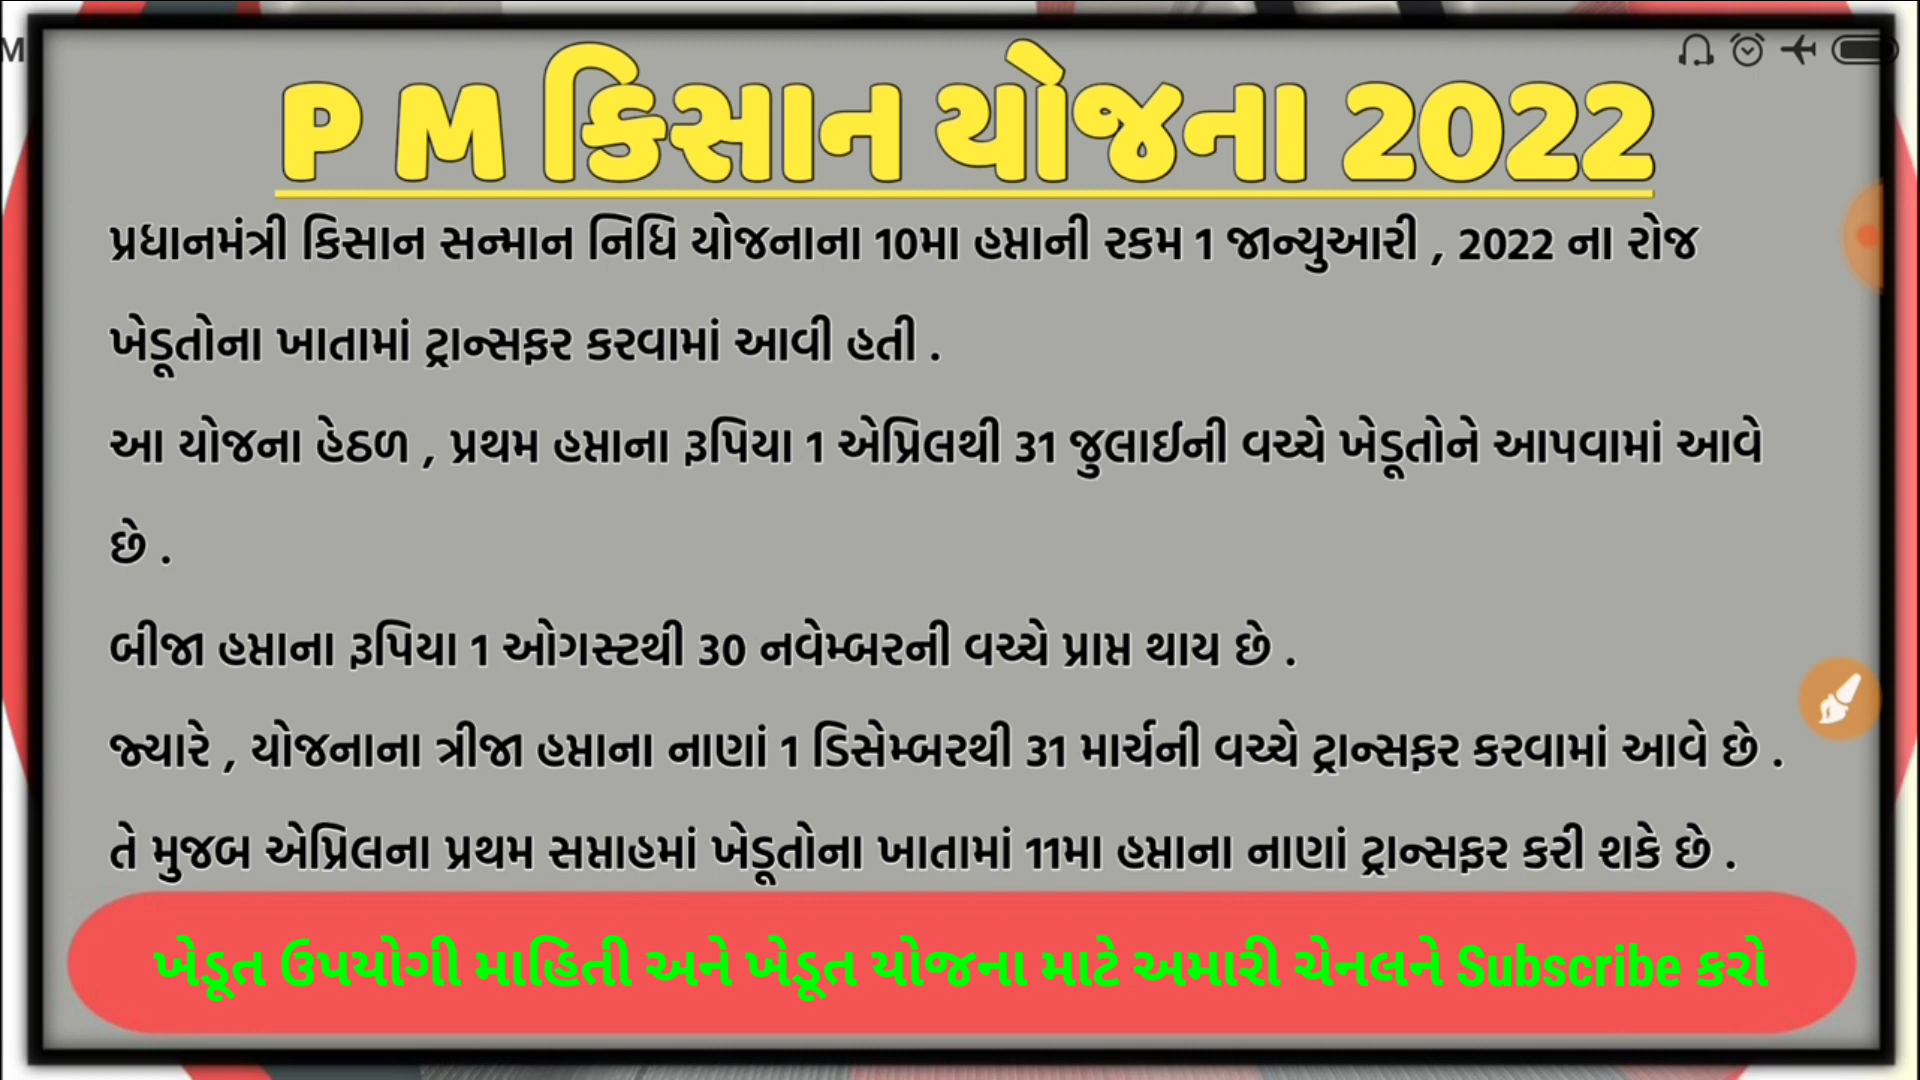 M
P M કિસાન યોજના 2022
પ્રધાનમંત્રી કિસાન સન્માન નિધિ યોજનાના 10મા હપ્તાની રકમ 1 જાન્યુઆરી , 2022 ના રોજ
ખેડૂતોના ખાતામાં ટ્રાન્સફર કરવામાં આવી હતી .
આ યોજના હેઠળ , પ્રથમ હપ્તાના રૂપિયા 1 એપ્રિલથી 31 જુલાઈની વચ્ચે ખેડૂતોને આપવામાં આવે
છે .
બીજા હપ્તાના રૂપિયા 1 ઓગસ્ટથી 30 નવેમ્બરની વચ્ચે પ્રાપ્ત થાય છે .
જ્યારે , યોજનાના ત્રીજા હપ્તાના નાણાં 1 ડિસેમ્બરથી 31 માર્ચની વચ્ચે ટ્રાન્સફર કરવામાં આવે છે .
તે મુજબ એપ્રિલના પ્રથમ સપ્તાહમાં ખેડૂતોના ખાતામાં 11મા હપ્તાના નાણાં ટ્રાન્સફર કરી શકે છે .
ખેડૂત ઉપયોગી માહિતી અને ખેડૂત યોજના માટે અમારી ચેનલને Subscribe કરો